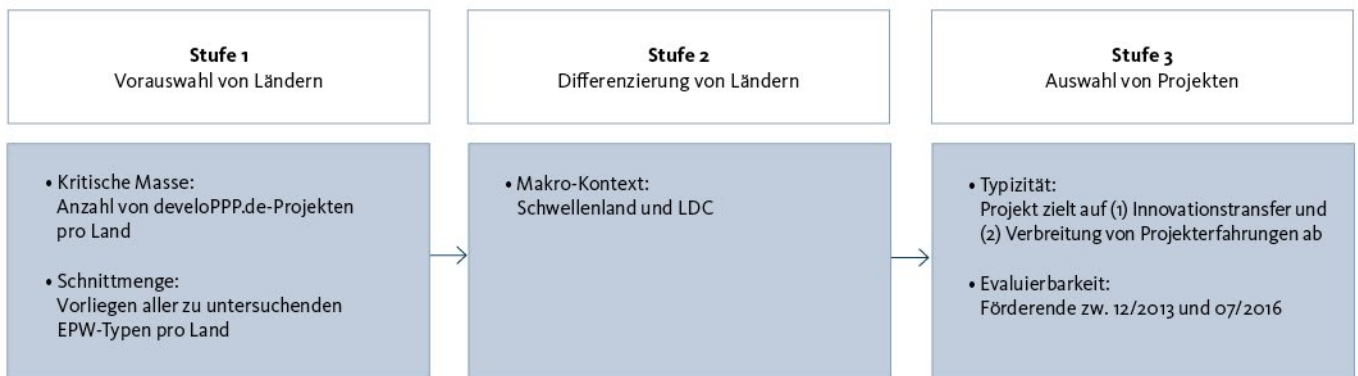 Stufe 1
Vorauswahl von Ländern
Stufe 2
Differenzierung von Ländern
Stufe 3
Auswahl von Projekten
• Kritische Masse:
Anzahl von develoPPP.de-Projekten
pro Land
• Schnittmenge:
Vorliegen aller zu untersuchenden
EPW-Typen pro Land
• Makro-Kontext:
Schwellenland und LDC
• Typizität:
Projekt zielt auf (1) Innovationstransfer und
(2) Verbreitung von Projekterfahrungen ab
• Evaluierbarkeit:
Förderende zw. 12/2013 und 07/2016